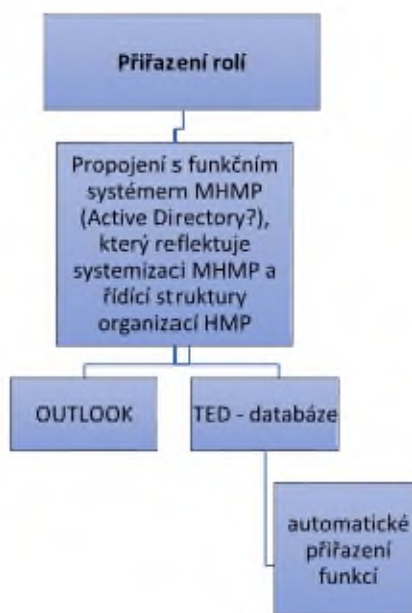 Přiřazení rolí
Propojení s funkčním
systémem MHMP
(Active Directory?),
který reflektuje
systemizaci MHMP a
řídící struktury
organizací HMP
OUTLOOK
TED - databáze
automatické
přiřazení
funkcí